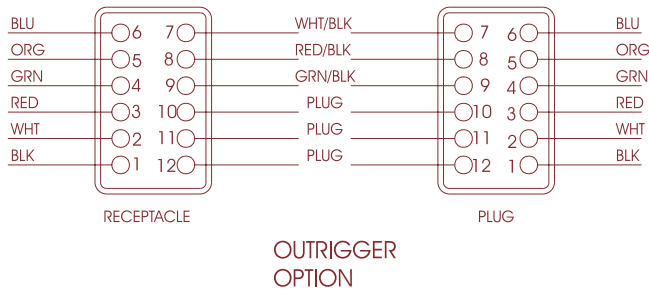 BLU 6 7 WHT/BLK 7 6 BLU
ORG 5 8 RED/BLK 8 5 ORG
GRN 4 9 GRN/BLK 9 4 GRN
RED 3 10 PLUG 10 3 RED
WHT 2 11 PLUG 11 2 WHT
BLK 1 12 PLUG 12 1 BLK
RECEPTACLE PLUG
OUTRIGGER
OPTION